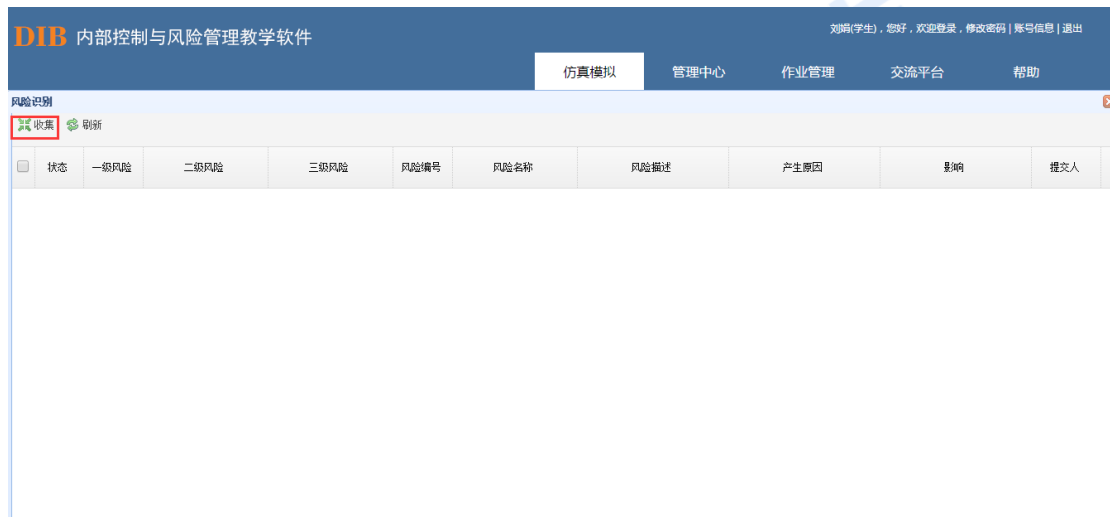 DIB 内部控制与风险管理教学软件
刘娟(学生)，您好，欢迎登录，修改密码 | 账号信息 | 退出
仿真模拟 管理中心 作业管理 交流平台 帮助
风险识别
收集 刷新
状态 一级风险 二级风险 三级风险 风险编号 风险名称 风险描述 产生原因 影响 提交人